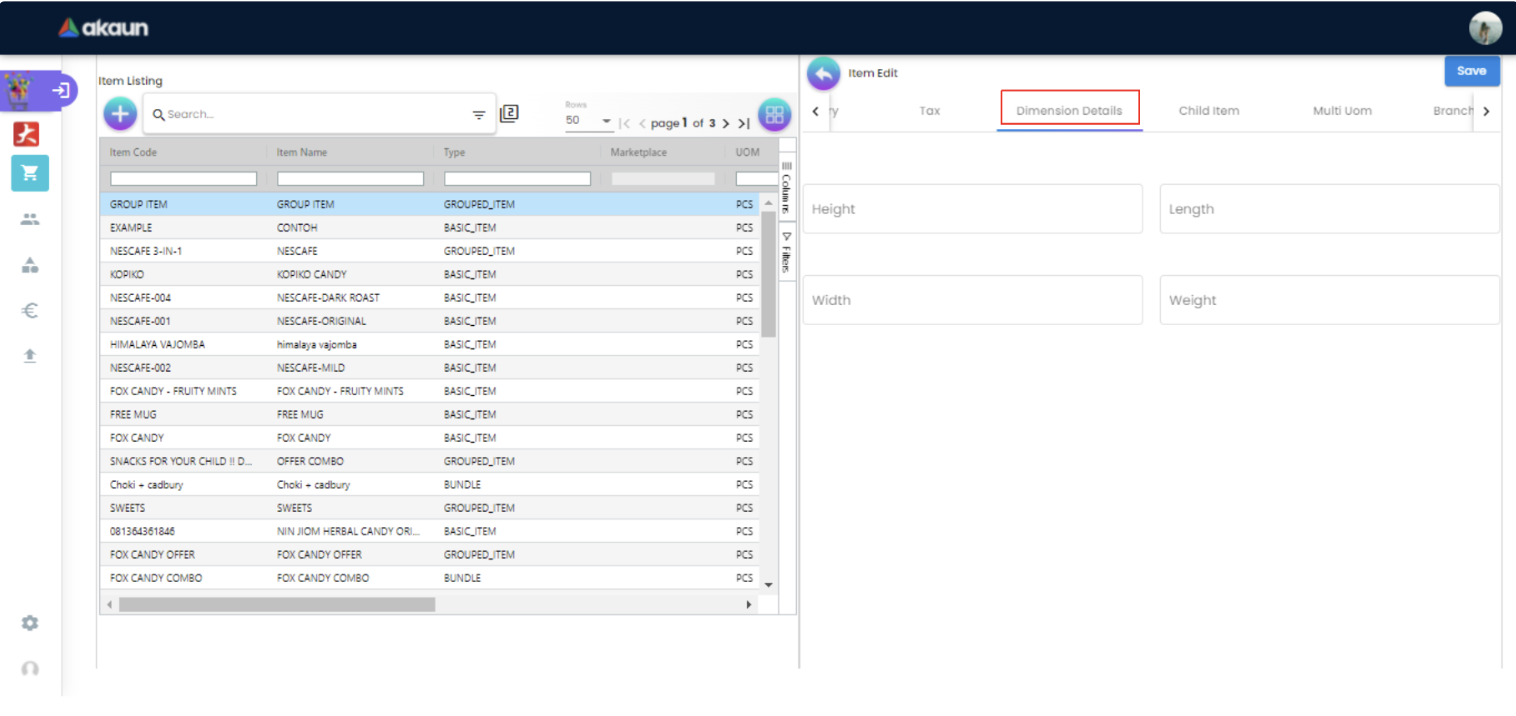 akaun
Item Listing
Search...
2
Rows
50
page 1 of 3
Item Code Item Name Type Marketplace UOM
GROUP ITEM GROUP ITEM GROUPED_ITEM PCS
EXAMPLE CONTOH BASIC_ITEM PCS
NESCAFE 3-IN-1 NESCAFE GROUPED_ITEM PCS
KOPIKO KOPIKO CANDY BASIC_ITEM PCS
NESCAFE-004 NESCAFE-DARK ROAST BASIC_ITEM PCS
NESCAFE-001 NESCAFE-ORIGINAL BASIC_ITEM PCS
HIMALAYA VAJOMBA himalaya vajomba BASIC_ITEM PCS
NESCAFE-002 NESCAFE-MILD BASIC_ITEM PCS
FOX CANDY - FRUITY MINTS FOX CANDY - FRUITY MINTS BASIC_ITEM PCS
FREE MUG FREE MUG BASIC_ITEM PCS
FOX CANDY FOX CANDY BASIC_ITEM PCS
SNACKS FOR YOUR CHILD !! D... OFFER COMBO GROUPED_ITEM PCS
Choki + cadbury Choki + cadbury BUNDLE PCS
SWEETS SWEETS GROUPED_ITEM PCS
081364361846 NIN JIOM HERBAL CANDY ORI... BASIC_ITEM PCS
FOX CANDY OFFER FOX CANDY OFFER GROUPED_ITEM PCS
FOX CANDY COMBO FOX CANDY COMBO BUNDLE PCS
Columns
Filters
Item Edit
Save
ry Tax Dimension Details Child Item Multi Uom Branch
Height Length
Width Weight